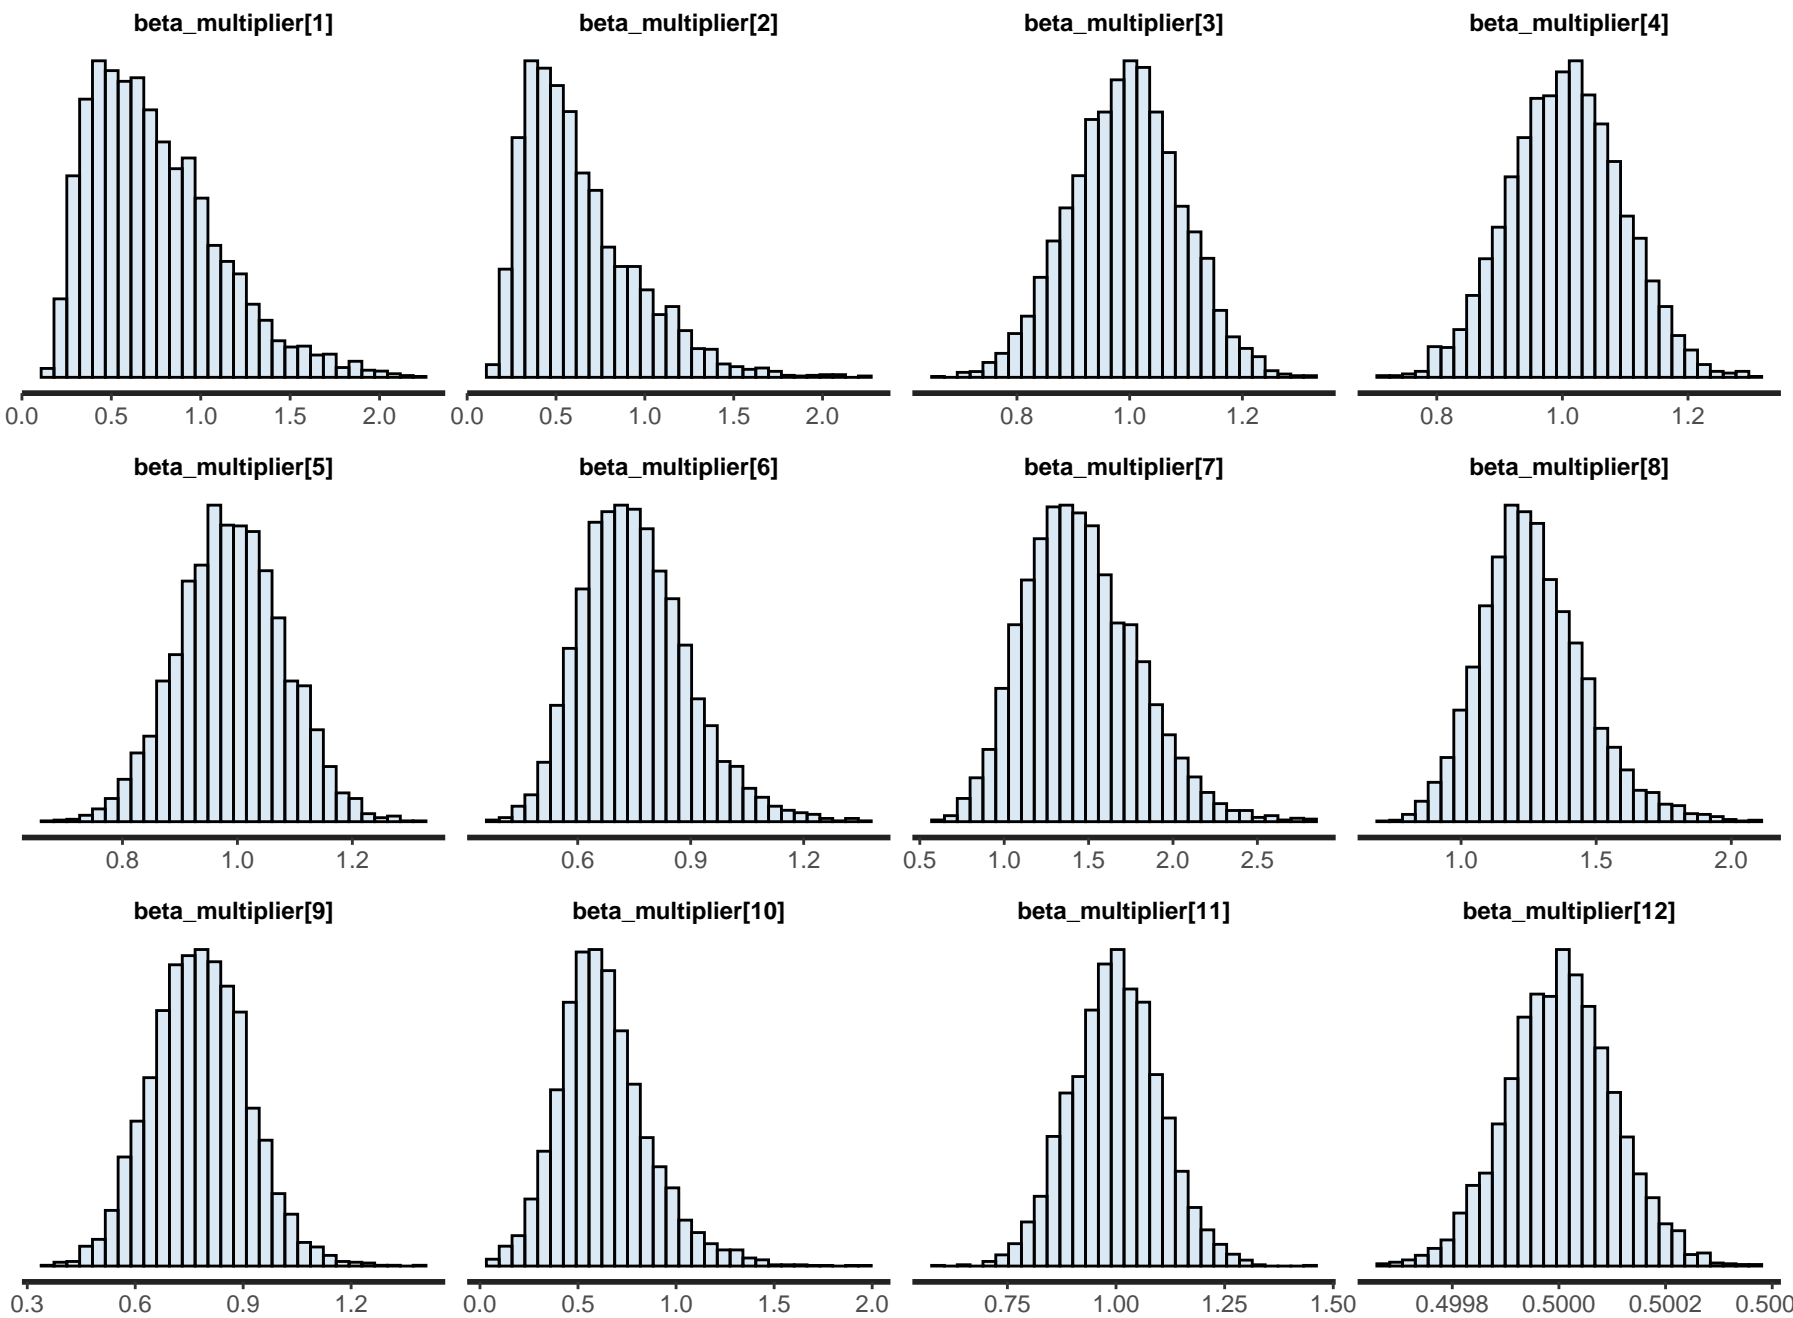 beta_multiplier[1] beta_multiplier[2] beta_multiplier[3] beta_multiplier[4]
0.0 0.5 1.0 1.5 2.0 0.0 0.5 1.0 1.5 2.0 0.8 1.0 1.2 0.8 1.0 1.2
beta_multiplier[5] beta_multiplier[6] beta_multiplier[7] beta_multiplier[8]
0.8 1.0 1.2 0.6 0.9 1.2 0.5 1.0 1.5 2.0 2.5 1.0 1.5 2.0
beta_multiplier[9] beta_multiplier[10] beta_multiplier[11] beta_multiplier[12]
0.3 0.6 0.9 1.2 0.0 0.5 1.0 1.5 2.0 0.75 1.00 1.25 1.50 0.4998 0.5000 0.5002 0.500